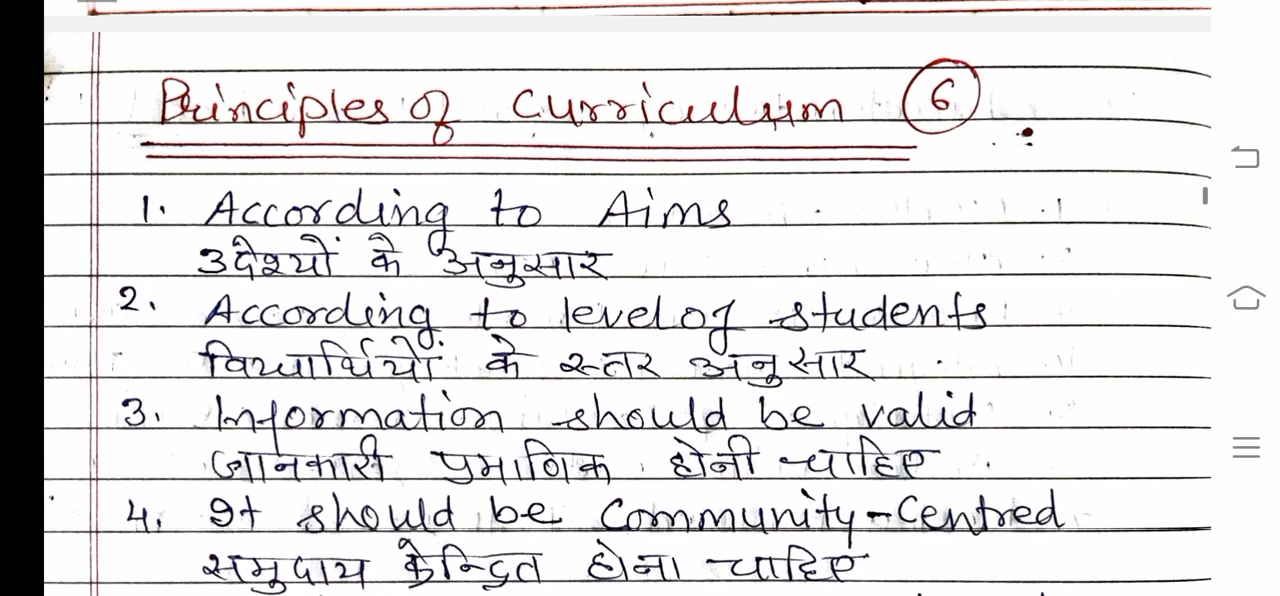 Principles of Curriculum 6
1. According to Aims
उदेश्यों के अनुसार
2. According to level of students
विद्यार्थियों के स्तर अनुसार
3. Information should be valid
जानकारी प्रमाणिक होनी चाहिए
4. It should be Community-Centred
समुदाय केन्द्रित होना चाहिए